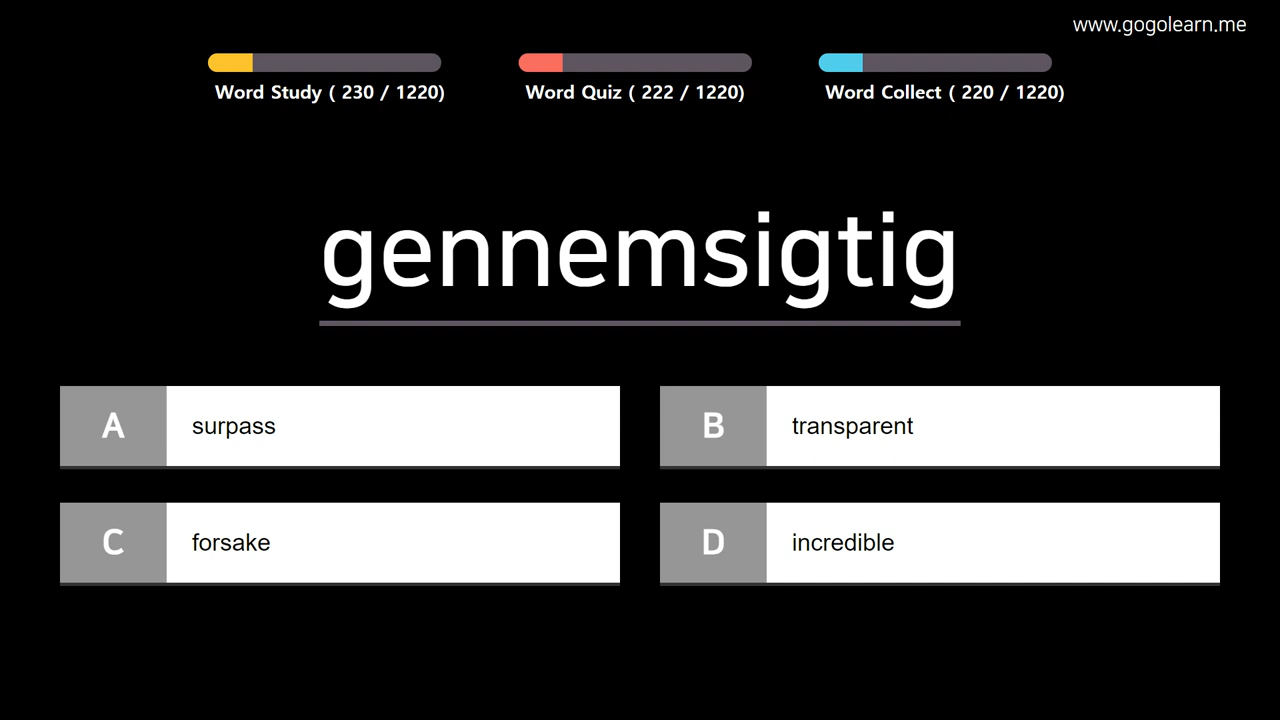 www.gogolearn.me
Word Study ( 230 / 1220)
Word Quiz ( 222 / 1220)
Word Collect ( 220 / 1220)
gennemsigtig
A surpass
B transparent
C forsake
D incredible